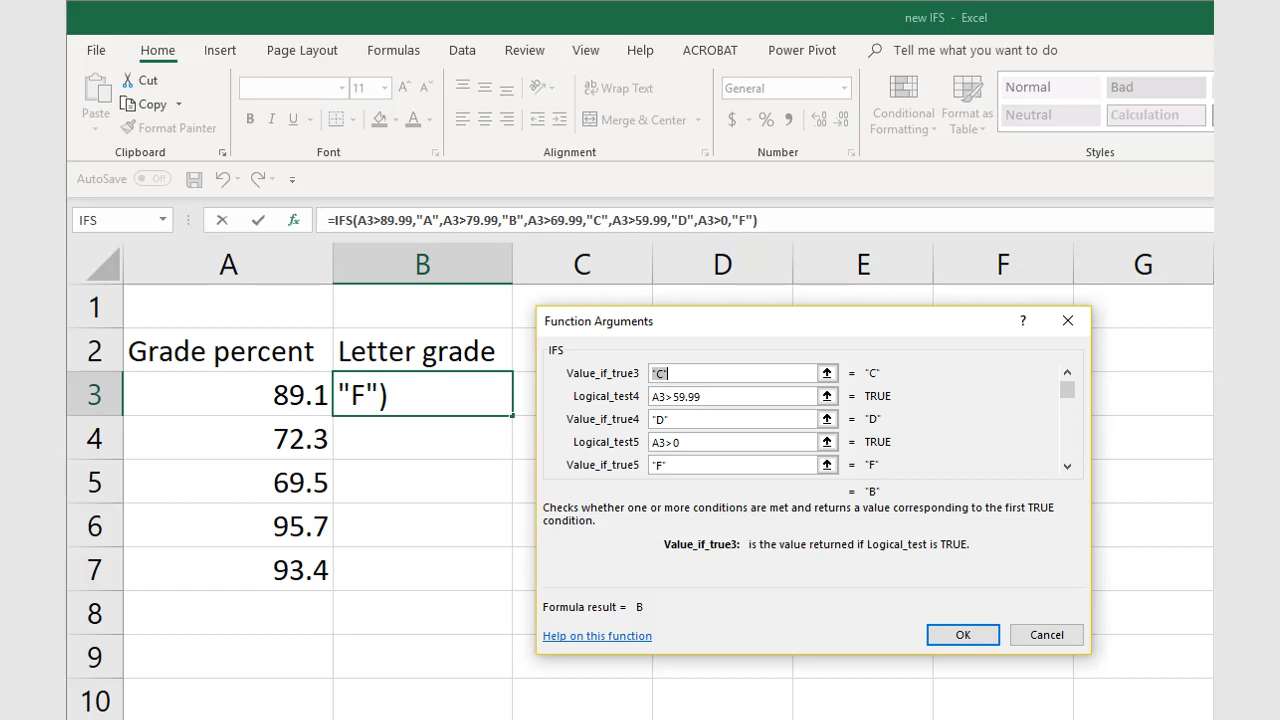 new IFS - Excel
File Home Insert Page Layout Formulas Data Review View Help ACROBAT Power Pivot Tell me what you want to do
Paste
Cut
Copy
Format Painter
Clipboard
11
Font
Wrap Text
Merge & Center
Alignment
General
Number
Conditional
Formatting
Format as
Table
Normal Bad
Neutral Calculation
Styles
AutoSave Off
IFS
=IFS(A3>89.99,"A",A3>79.99,"B",A3>69.99,"C",A3>59.99,"D",A3>0,"F")
A B C D E F G
1
2 Grade percent Letter grade
3 89.1 "F")
4 72.3
5 69.5
6 95.7
7 93.4
8
9
10
Function Arguments
IFS
Value_if_true3 "C" = "C"
Logical_test4 A3>59.99 = TRUE
Value_if_true4 "D" = "D"
Logical_test5 A3>0 = TRUE
Value_if_true5 "F" = "F"
= "B"
Checks whether one or more conditions are met and returns a value corresponding to the first TRUE
condition.
Value_if_true3: is the value returned if Logical_test is TRUE.
Formula result = B
Help on this function
OK Cancel